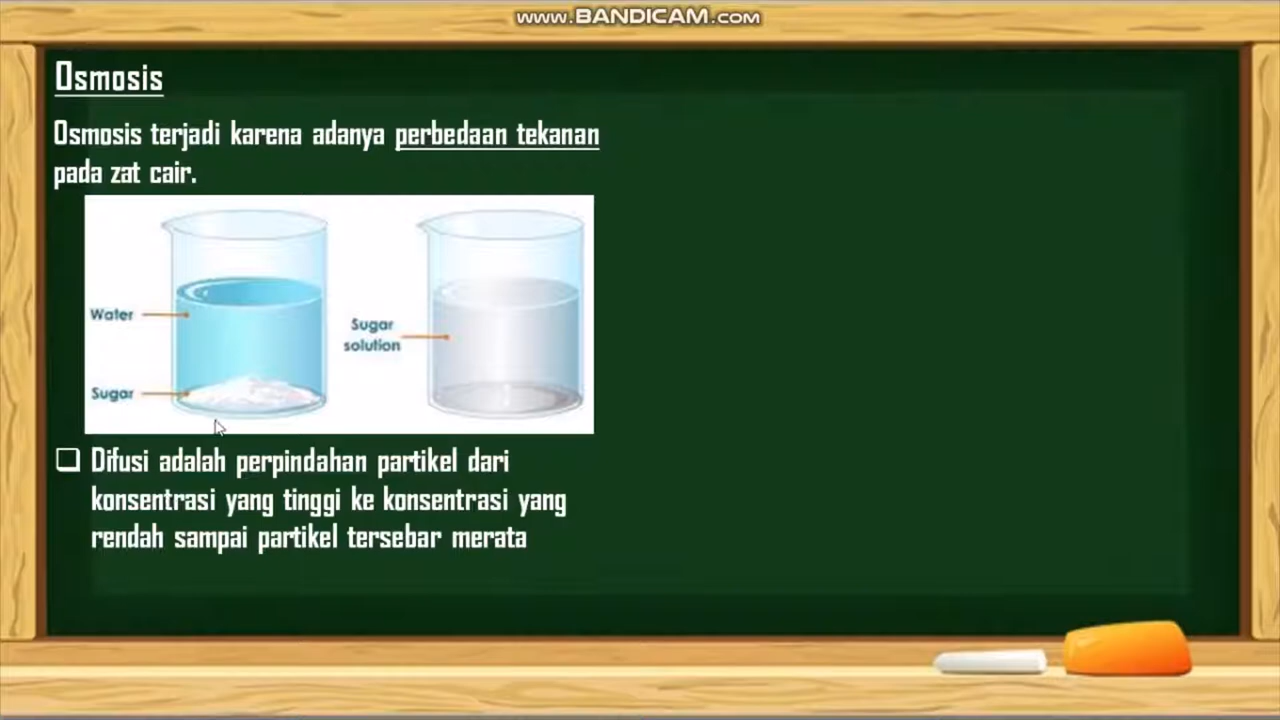 www.BANDICAM.com
Osmosis
Osmosis terjadi karena adanya perbedaan tekanan
pada zat cair.
Water
Sugar
solution
Sugar
Difusi adalah perpindahan partikel dari
konsentrasi yang tinggi ke konsentrasi yang
rendah sampai partikel tersebar merata